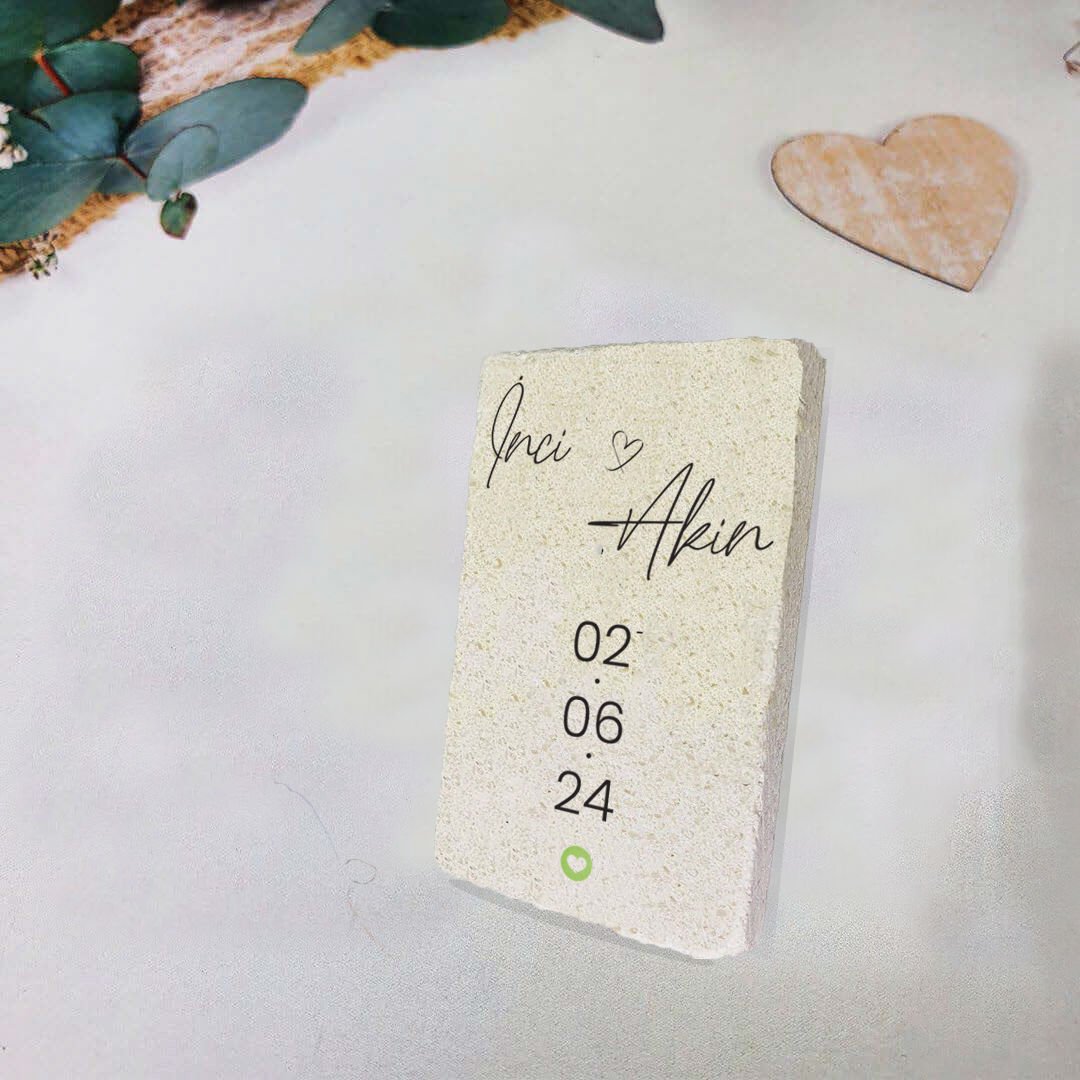 İnci ♡
Akin
02
.
06
.
24